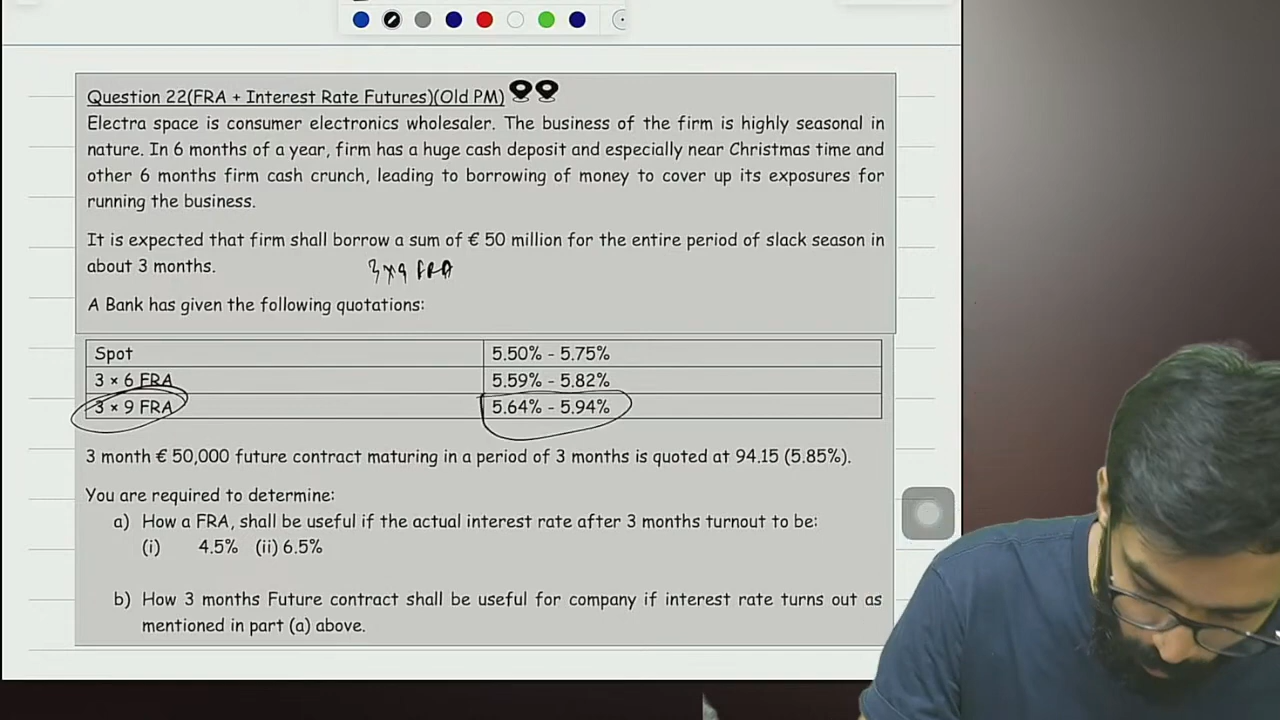 Question 22(FRA + Interest Rate Futures)(Old PM)
Electra space is consumer electronics wholesaler. The business of the firm is highly seasonal in
nature. In 6 months of a year, firm has a huge cash deposit and especially near Christmas time and
other 6 months firm cash crunch, leading to borrowing of money to cover up its exposures for
running the business.
It is expected that firm shall borrow a sum of € 50 million for the entire period of slack season in
about 3 months.
3×9 FRA
A Bank has given the following quotations:
Spot 5.50% - 5.75%
3 × 6 FRA 5.59% - 5.82%
3 × 9 FRA 5.64% - 5.94%
3 month € 50,000 future contract maturing in a period of 3 months is quoted at 94.15 (5.85%).
You are required to determine:
a) How a FRA, shall be useful if the actual interest rate after 3 months turnout to be:
(i) 4.5% (ii) 6.5%
b) How 3 months Future contract shall be useful for company if interest rate turns out as
mentioned in part (a) above.